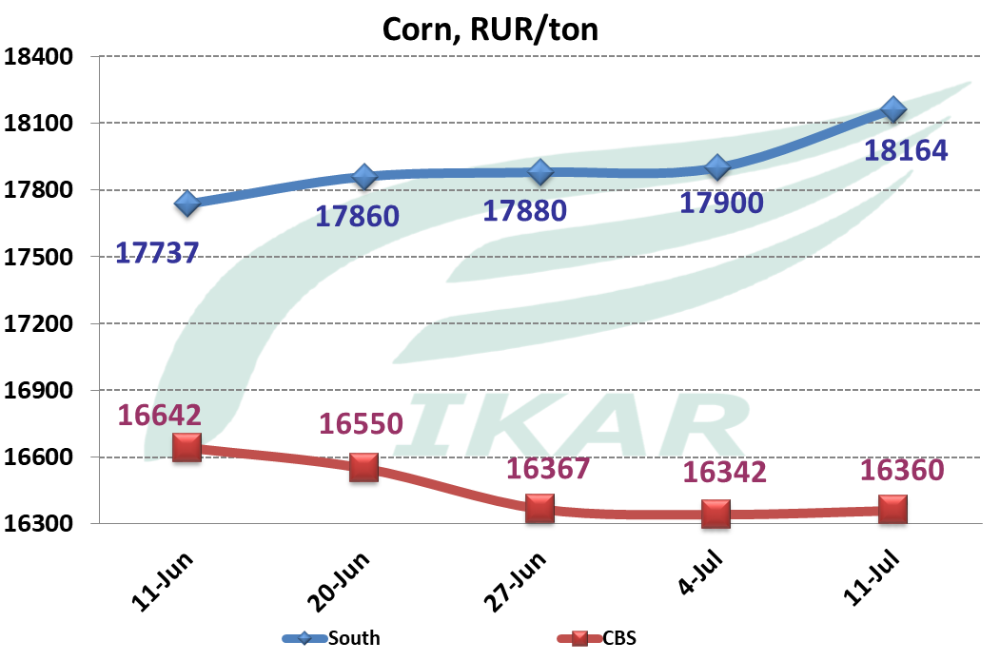 Corn, RUR/ton
18400
18100
18164
17800
17860
17880
17900
17737
17500
17200
16900
IKAR
16642
16550
16600
16367
16342
16360
16300
11-Jun
20-Jun
27-Jun
4-Jul
11-Jul
South
CBS